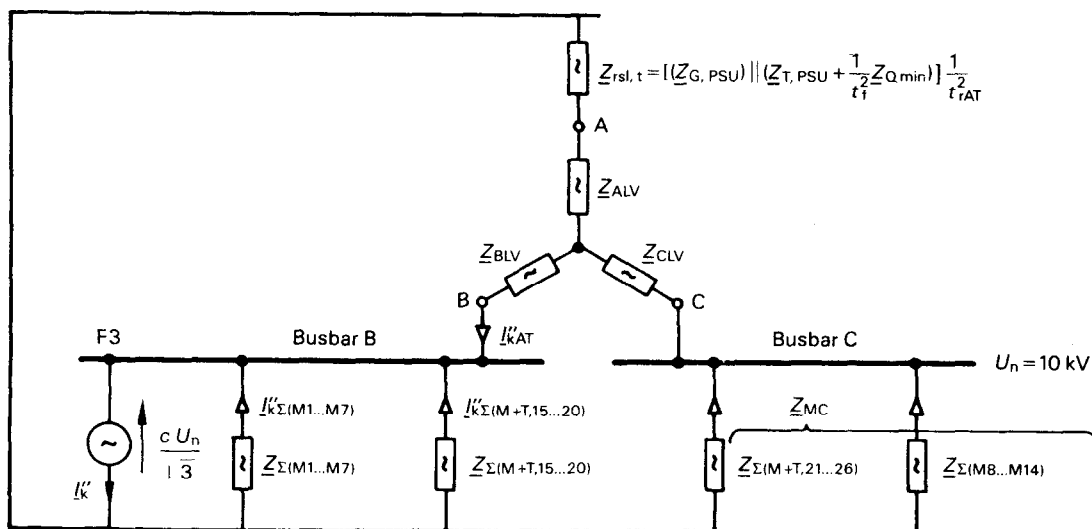 Z_rsl, t = [(Z_G, PSU) || (Z_T, PSU + 1/t_f^2 Z_Q min)] 1/t_rAT^2
A
Z_ALV
Z_BLV
Z_CLV
B
C
I''_kAT
F3
Busbar B
Busbar C
U_n = 10 kV
I''_kΣ(M1...M7)
I''_kΣ(M+T,15...20)
Z_MC
c U_n
√3
Z_Σ(M1...M7)
Z_Σ(M+T,15...20)
Z_Σ(M+T,21...26)
Z_Σ(M8...M14)
I''_k